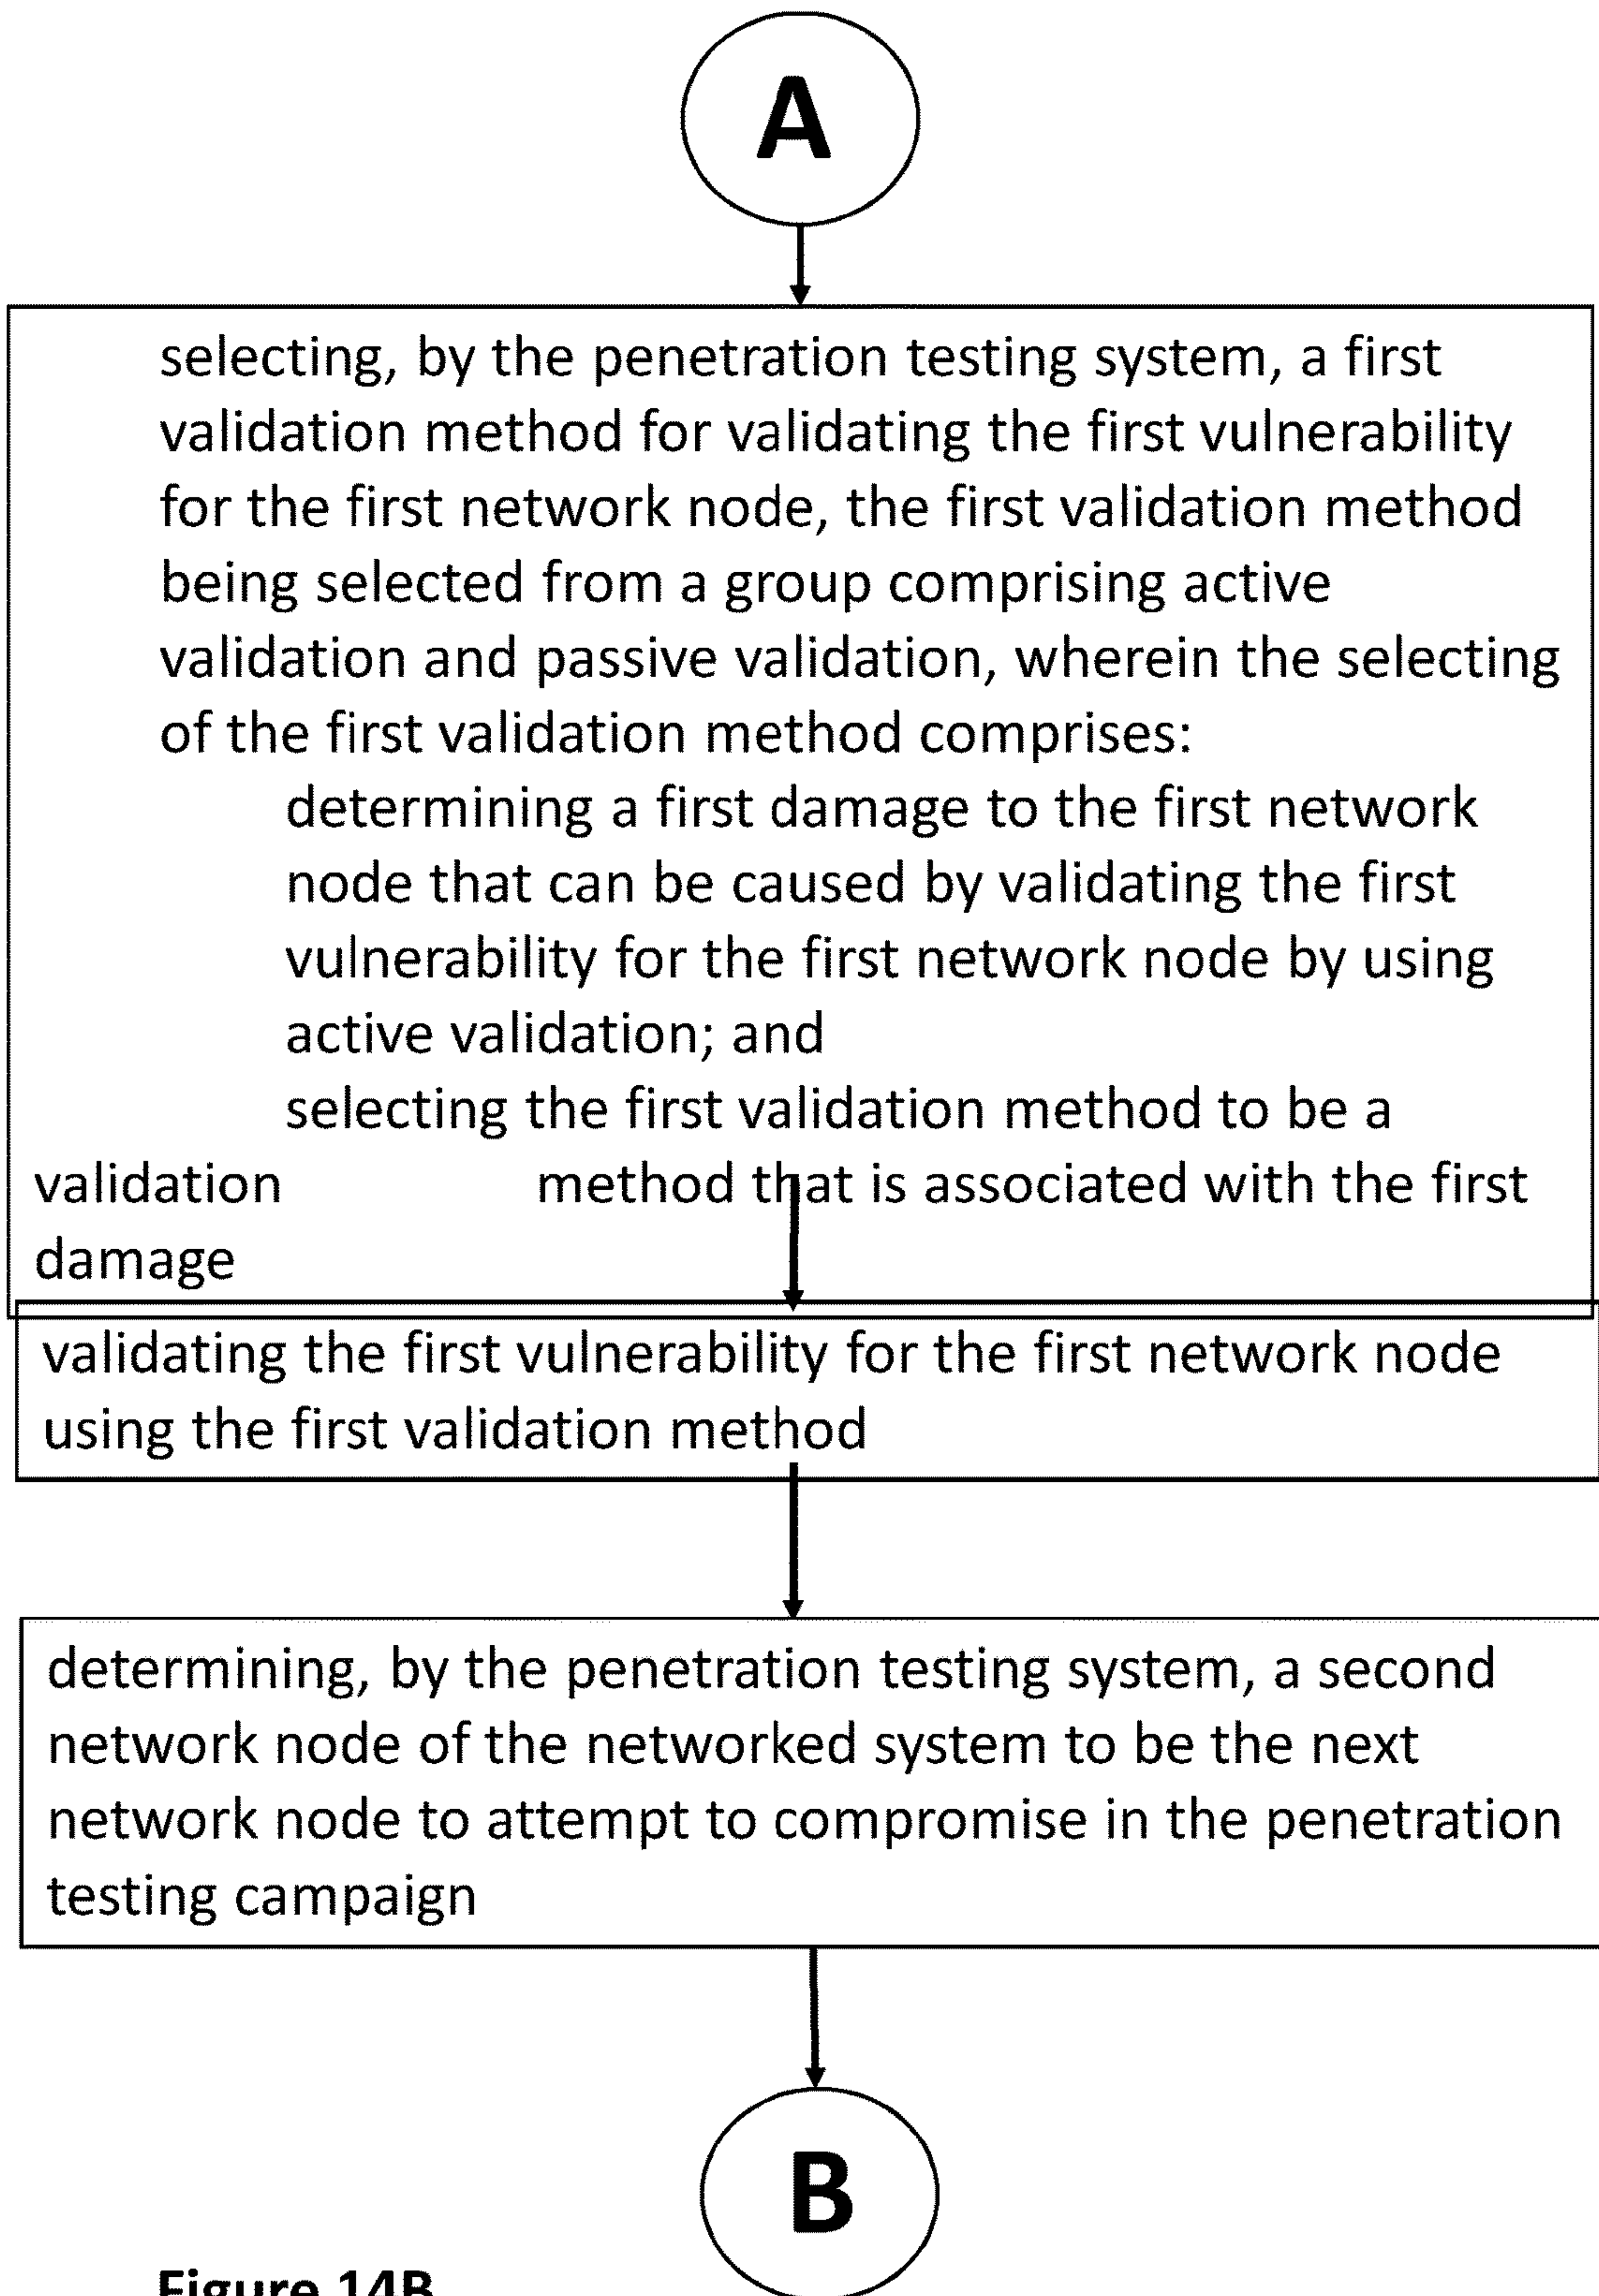 A
selecting, by the penetration testing system, a first
validation method for validating the first vulnerability
for the first network node, the first validation method
being selected from a group comprising active
validation and passive validation, wherein the selecting
of the first validation method comprises:
determining a first damage to the first network
node that can be caused by validating the first
vulnerability for the first network node by using
active validation; and
selecting the first validation method to be a
validation method that is associated with the first
damage
validating the first vulnerability for the first network node
using the first validation method
determining, by the penetration testing system, a second
network node of the networked system to be the next
network node to attempt to compromise in the penetration
testing campaign
B
Figure 14B